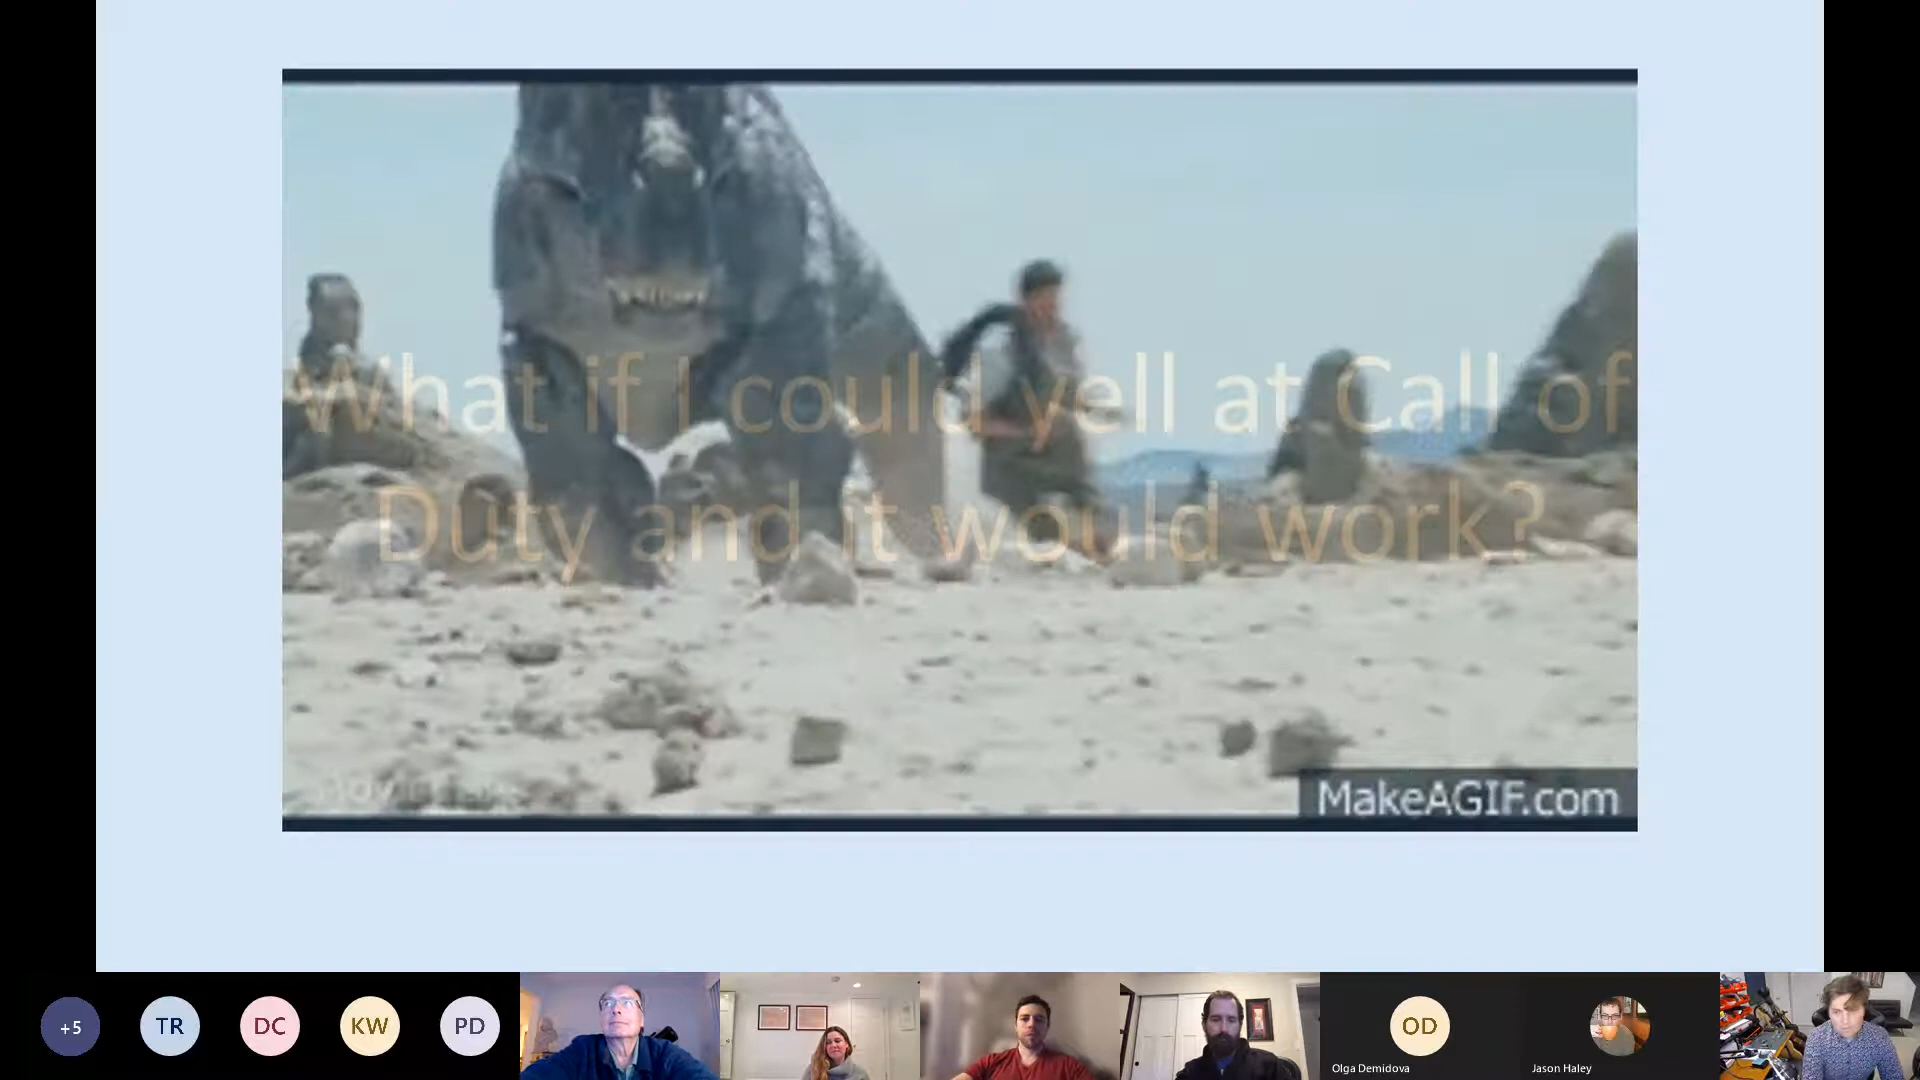 What if I could yell at Call of
Duty and it would work?
MakeAGIF.com
+5
TR
DC
KW
PD
OD
Olga Demidova
Jason Haley